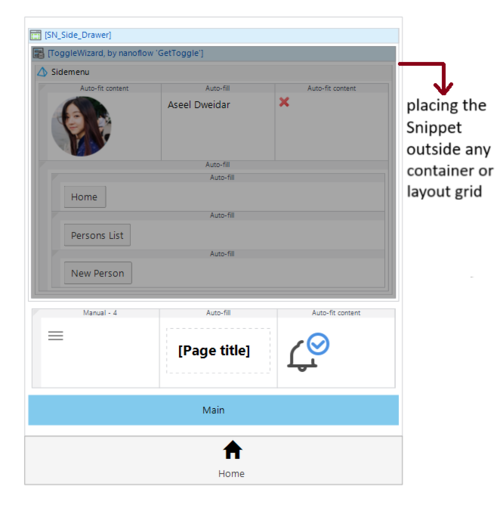 [SN_Side_Drawer]
[ToggleWizard, by nanoflow 'GetToggle']
Sidemenu
Auto-fit content Auto-fill Auto-fit content
Aseel Dweidar
Auto-fill
Auto-fill
Home
Auto-fill
Persons List
Auto-fill
New Person
placing the
Snippet
outside any
container or
layout grid
Manual - 4 Auto-fill Auto-fit content
[Page title]
Main
Home